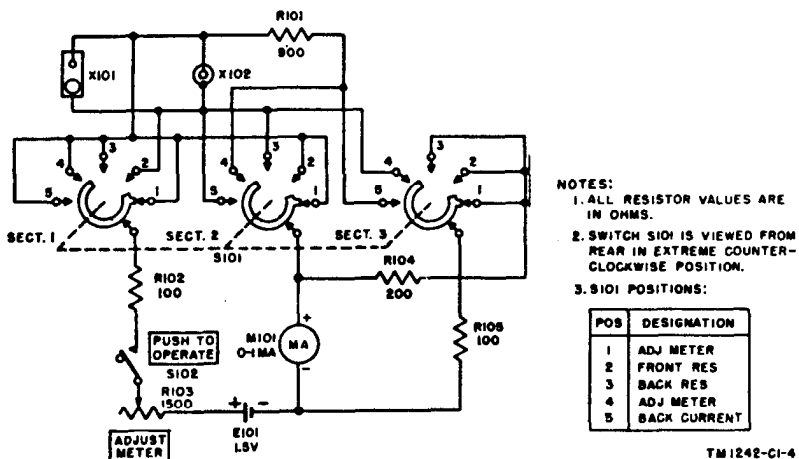 R101
900
X101
X102
3
4
2
5
1
SECT. 1
3
4
2
5
1
SECT. 2
S101
3
4
2
5
1
SECT. 3
R102
100
R104
200
PUSH TO
OPERATE
S102
M101
0-1MA
+
MA
-
R105
100
R103
1500
+ -
E101
1.5V
ADJUST
METER
NOTES:
1. ALL RESISTOR VALUES ARE
IN OHMS.
2. SWITCH S101 IS VIEWED FROM
REAR IN EXTREME COUNTER-
CLOCKWISE POSITION.
3. S101 POSITIONS:
POS DESIGNATION
1 ADJ METER
2 FRONT RES
3 BACK RES
4 ADJ METER
5 BACK CURRENT
TM1242-C1-4